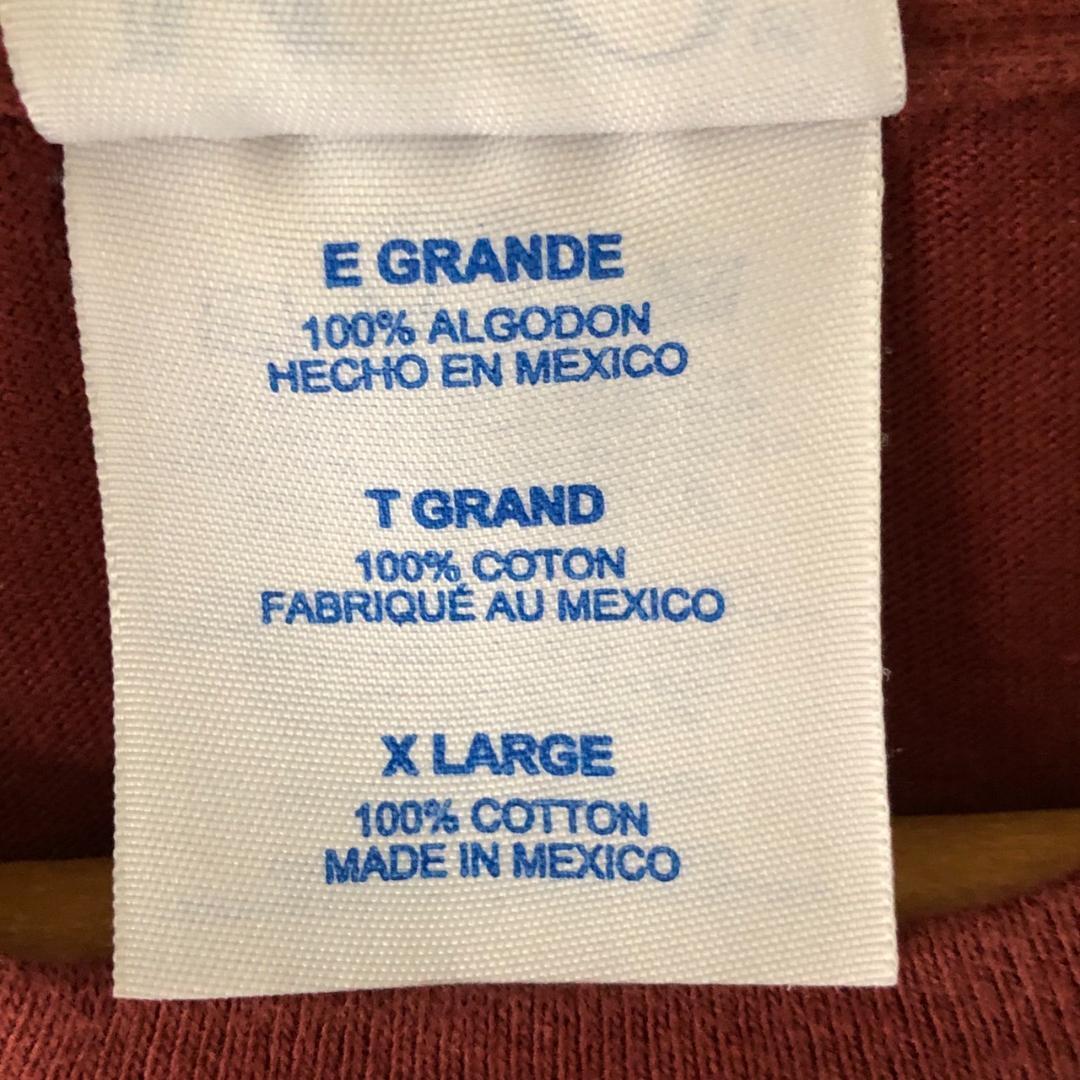 E GRANDE
100% ALGODON
HECHO EN MEXICO
T GRAND
100% COTON
FABRIQUÉ AU MEXICO
X LARGE
100% COTTON
MADE IN MEXICO